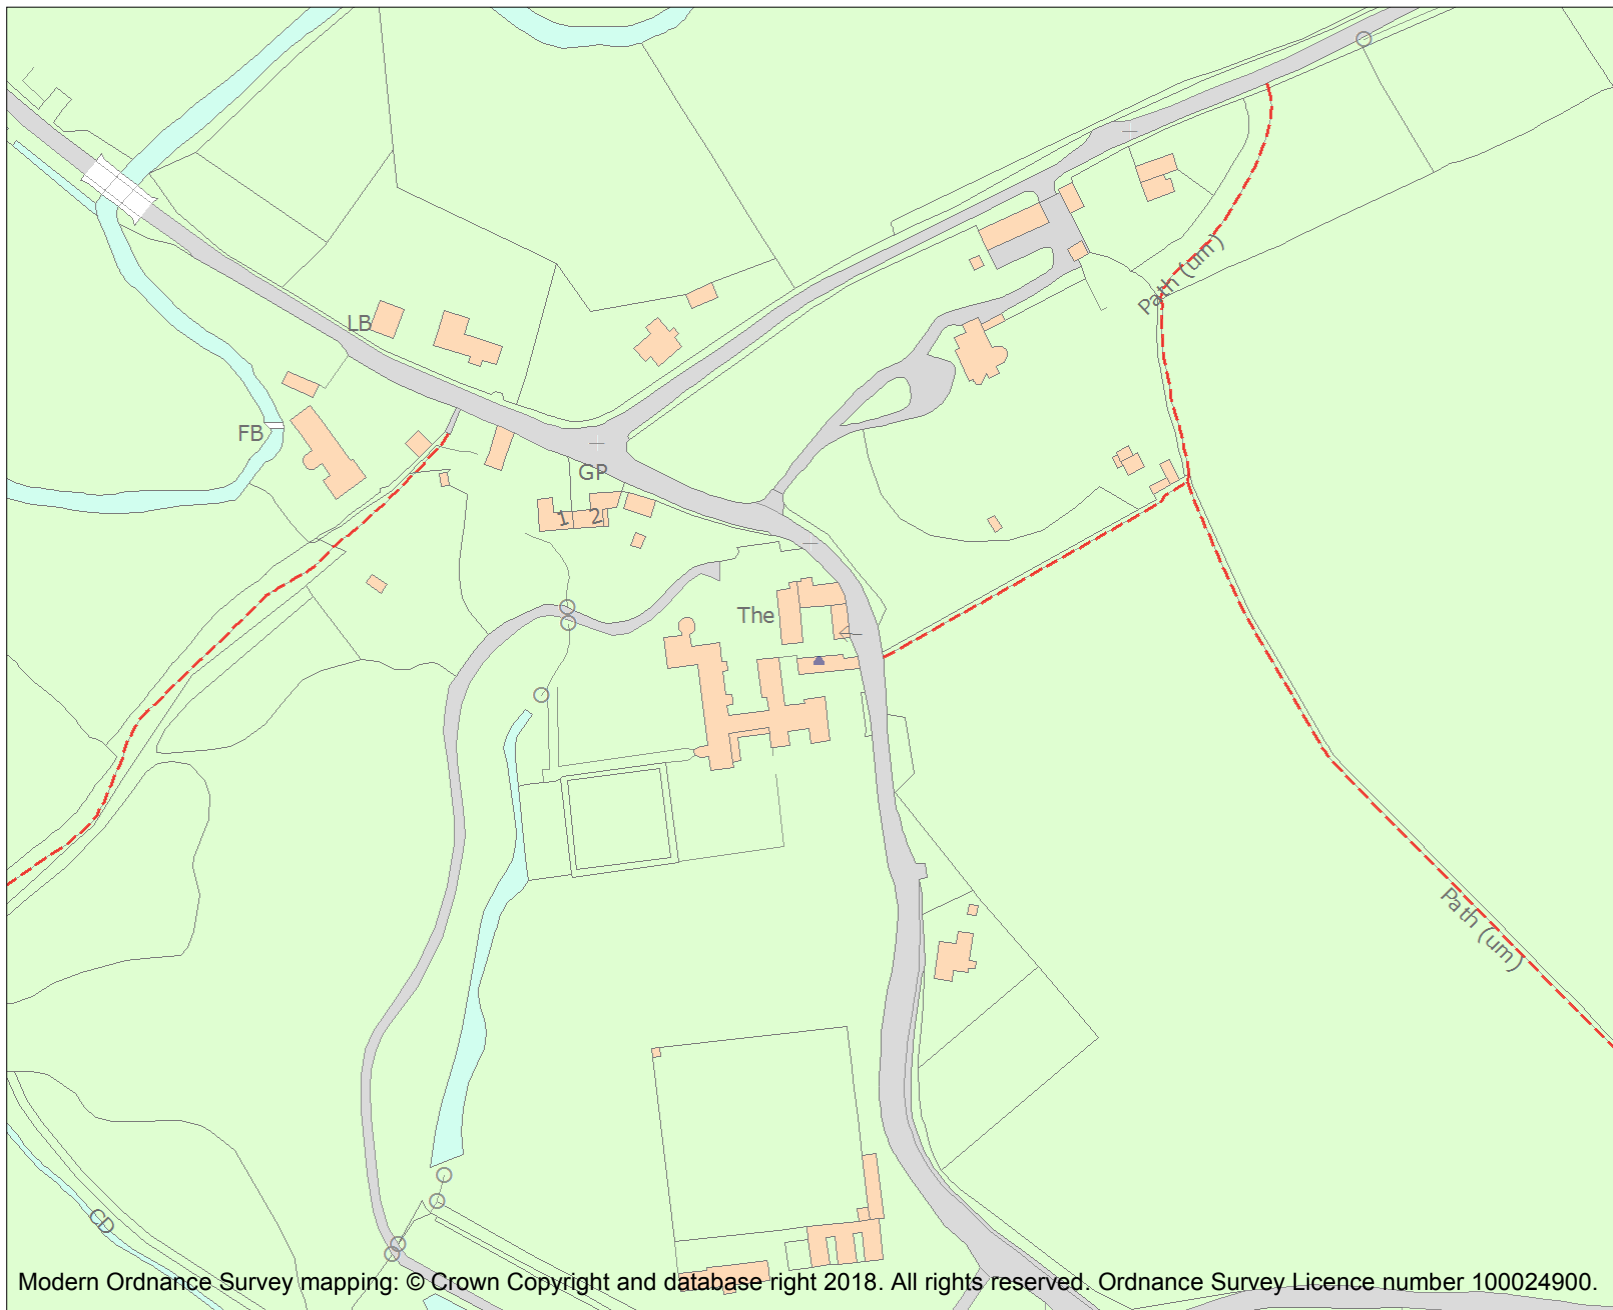 Path (um)
LB
FB
GP
1 2
The
Path (um)
CD
Modern Ordnance Survey mapping: © Crown Copyright and database right 2018. All rights reserved. Ordnance Survey Licence number 100024900.